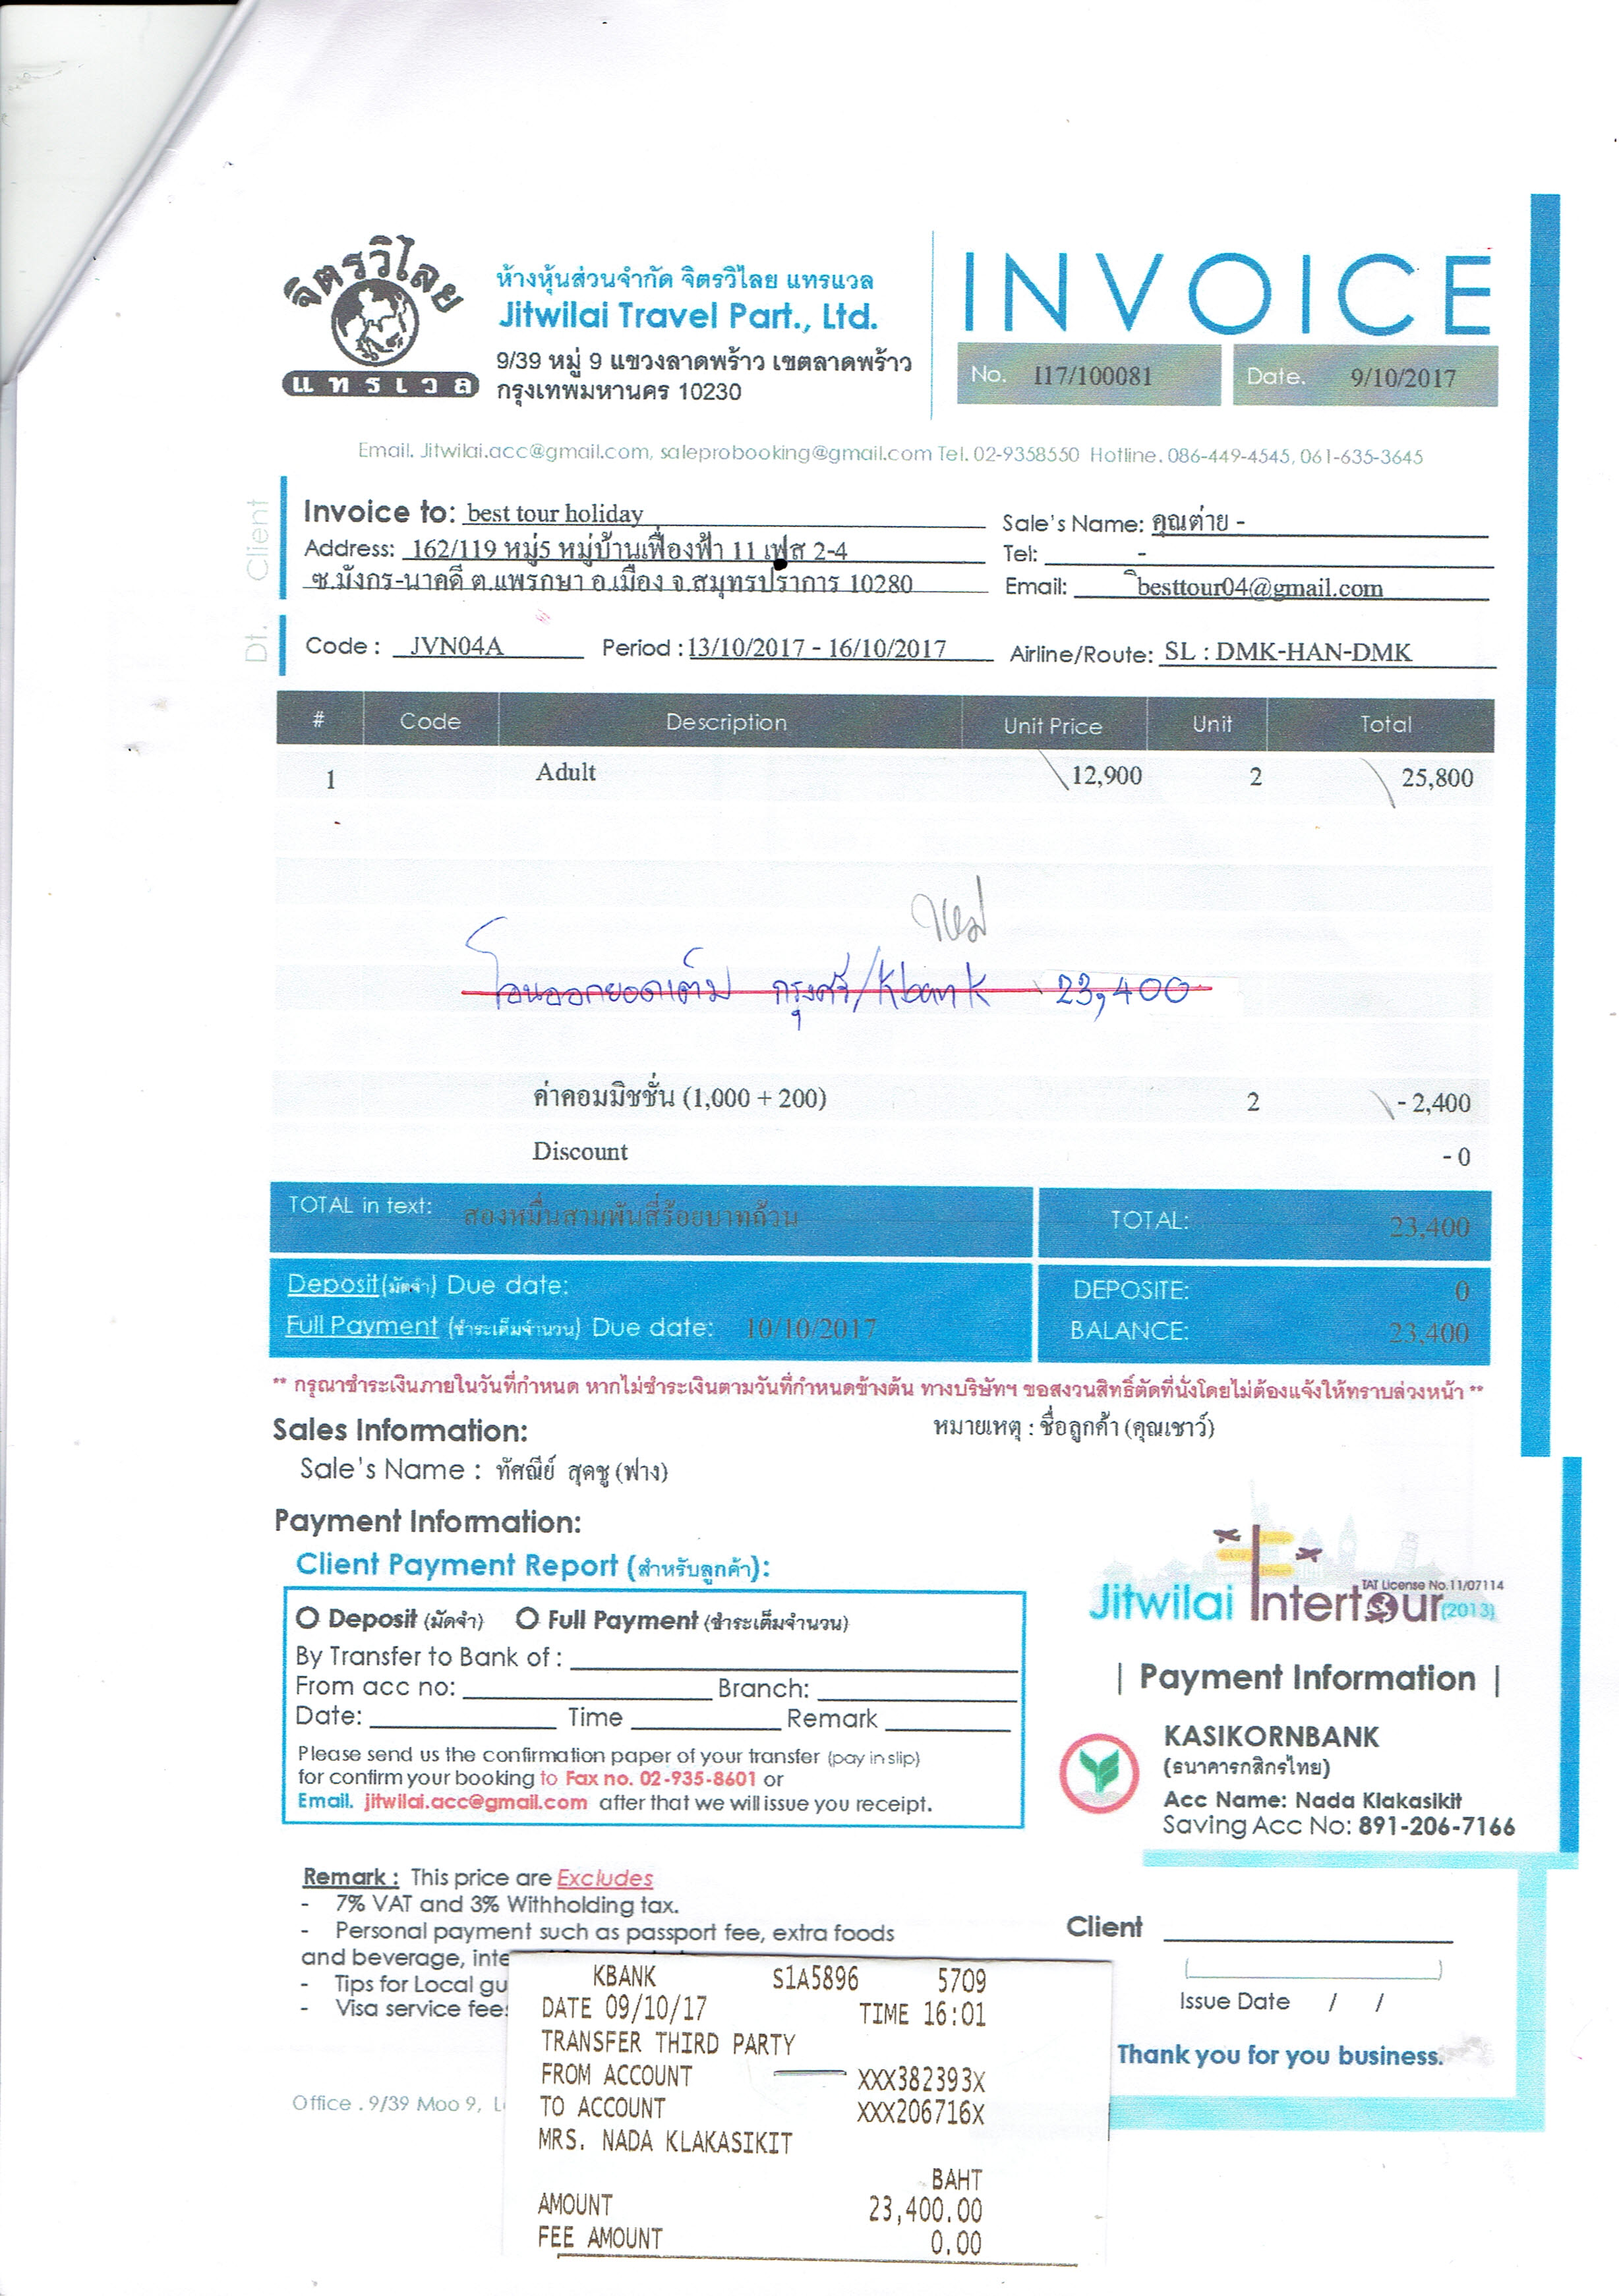 จิตรวิไลย
แทรเวล
ห้างหุ้นส่วนจำกัด จิตรวิไลย แทรแวล
Jitwilai Travel Part., Ltd.
9/39 หมู่ 9 แขวงลาดพร้าว เขตลาดพร้าว
กรุงเทพมหานคร 10230
INVOICE
No. I17/100081 Date. 9/10/2017
Email. Jitwilai.acc@gmail.com, saleprobooking@gmail.com Tel. 02-9358550 Hotline. 086-449-4545, 061-635-3645
Dt. Client
Invoice to: best tour holiday
Address: 162/119 หมู่5 หมู่บ้านเฟื่องฟ้า 11 เฟส 2-4
ซ.มังกร-นาคดี ต.แพรกษา อ.เมือง จ.สมุทรปราการ 10280
Sale's Name: คุณต่าย -
Tel: -
Email: besttour04@gmail.com
Code : JVN04A Period : 13/10/2017 - 16/10/2017 Airline/Route: SL : DMK-HAN-DMK
# Code Description Unit Price Unit Total
1 Adult 12,900 2 25,800
โอนออกยอดเต็ม กรุงศรี/Kbank 23,400
ค่าคอมมิชชั่น (1,000 + 200) 2 - 2,400
Discount - 0
TOTAL in text: สองหมื่นสามพันสี่ร้อยบาทถ้วน TOTAL: 23,400
Deposit(มัดจำ) Due date: DEPOSITE: 0
Full Payment (ชำระเต็มจำนวน) Due date: 10/10/2017 BALANCE: 23,400
** กรุณาชำระเงินภายในวันที่กำหนด หากไม่ชำระเงินตามวันที่กำหนดข้างต้น ทางบริษัทฯ ขอสงวนสิทธิ์ตัดที่นั่งโดยไม่ต้องแจ้งให้ทราบล่วงหน้า **
Sales Information: หมายเหตุ : ชื่อลูกค้า (คุณเชาว์)
Sale's Name : ทัศณีย์ สุคชู (ฟาง)
Payment Information:
Client Payment Report (สำหรับลูกค้า):
Deposit (มัดจำ) Full Payment (ชำระเต็มจำนวน)
By Transfer to Bank of :
From acc no: Branch:
Date: Time Remark
Please send us the confirmation paper of your transfer (pay in slip)
for confirm your booking to Fax no. 02-935-8601 or
Email. jitwilai.acc@gmail.com after that we will issue you receipt.
TAT License No.11/07114
Jitwilai Intertour (2013)
| Payment Information |
KASIKORNBANK
(ธนาคารกสิกรไทย)
Acc Name: Nada Klakasikit
Saving Acc No: 891-206-7166
Remark : This price are Excludes
- 7% VAT and 3% Withholding tax.
- Personal payment such as passport fee, extra foods
and beverage, inte
- Tips for Local gu
- Visa service fee
Client
( )
Issue Date / /
Thank you for you business.
Office . 9/39 Moo 9, L
KBANK S1A5896 5709
DATE 09/10/17 TIME 16:01
TRANSFER THIRD PARTY
FROM ACCOUNT XXX382393X
TO ACCOUNT XXX206716X
MRS. NADA KLAKASIKIT
BAHT
AMOUNT 23,400.00
FEE AMOUNT 0.00